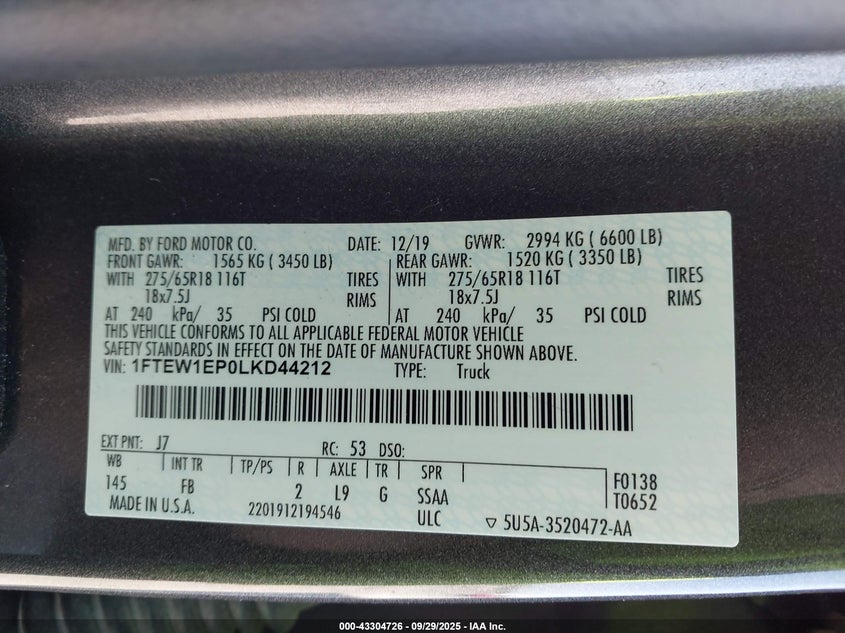 MFD. BY FORD MOTOR CO. DATE: 12/19 GVWR: 2994 KG ( 6600 LB)
FRONT GAWR: 1565 KG ( 3450 LB) REAR GAWR: 1520 KG ( 3350 LB)
WITH 275/65R18 116T TIRES WITH 275/65R18 116T TIRES
18x7.5J RIMS 18x7.5J RIMS
AT 240 kPa/ 35 PSI COLD AT 240 kPa/ 35 PSI COLD
THIS VEHICLE CONFORMS TO ALL APPLICABLE FEDERAL MOTOR VEHICLE
SAFETY STANDARDS IN EFFECT ON THE DATE OF MANUFACTURE SHOWN ABOVE.
VIN: 1FTEW1EP0LKD44212 TYPE: Truck
EXT PNT: J7 RC: 53 DSO:
WB INT TR TP/PS R AXLE TR SPR
145 FB 2 L9 G SSAA F0138
MADE IN U.S.A. 2201912194546 ULC T0652
▽ 5U5A-3520472-AA
000-43304726 - 09/29/2025 - IAA Inc.